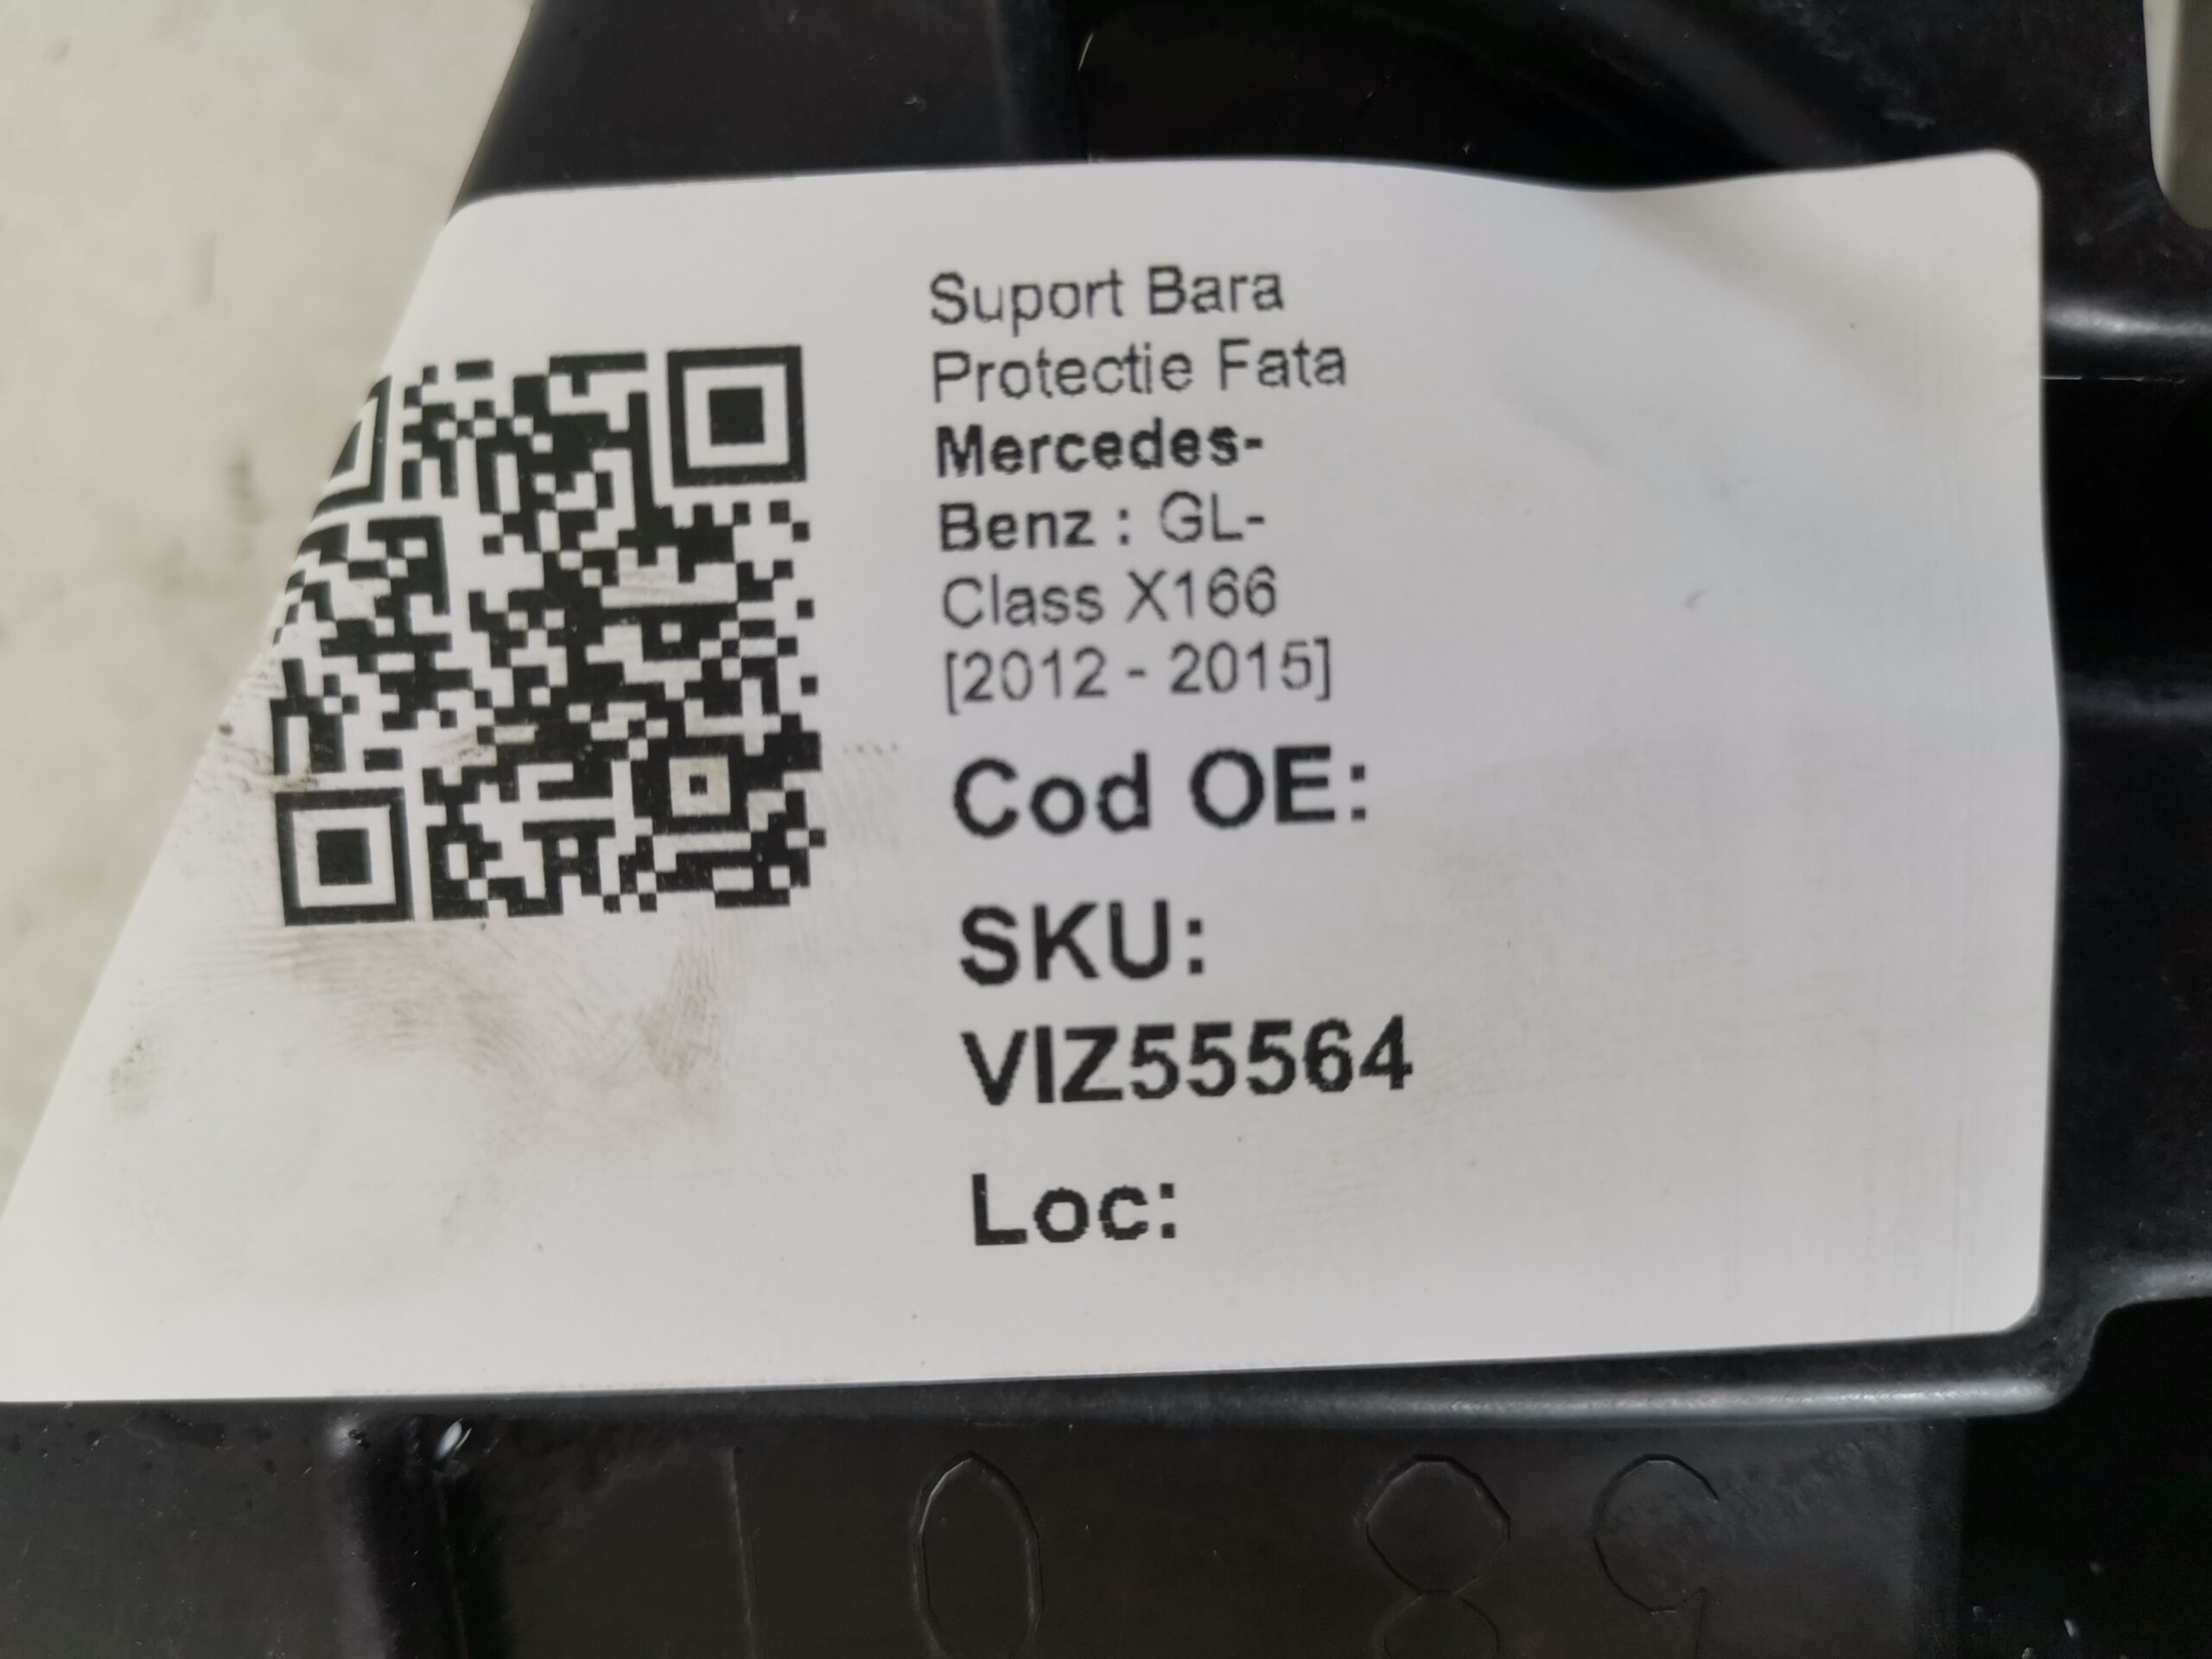 Suport Bara
Protectie Fata
Mercedes-
Benz : GL-
Class X166
[2012 - 2015]
Cod OE:
SKU:
VIZ55564
Loc: